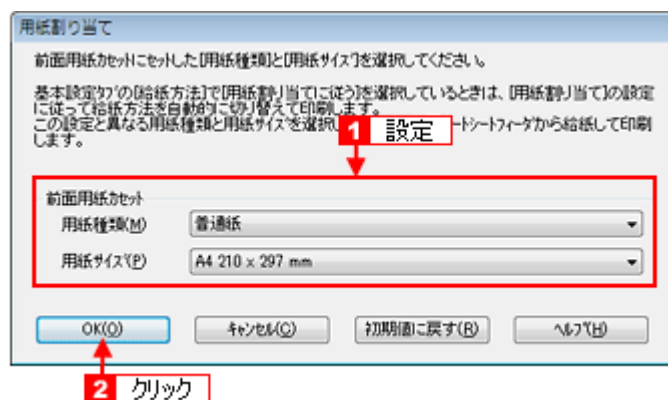 用紙割り当て
前面用紙カセットにセットした[用紙種類]と[用紙サイズ]を選択してください。
基本設定タブの[給紙方法]で[用紙割り当てに従う]を選択しているときは、[用紙割り当て]の設定
に従って給紙方法を自動的に切り替えて印刷します。
この設定と異なる用紙種類と用紙サイズを選択し ートシートフィーダから給紙して印刷
します。
1 設定
前面用紙カセット
用紙種類(M) 普通紙
用紙サイズ(P) A4 210 x 297 mm
OK(O) キャンセル(C) 初期値に戻す(R) ヘルプ(H)
2 クリック